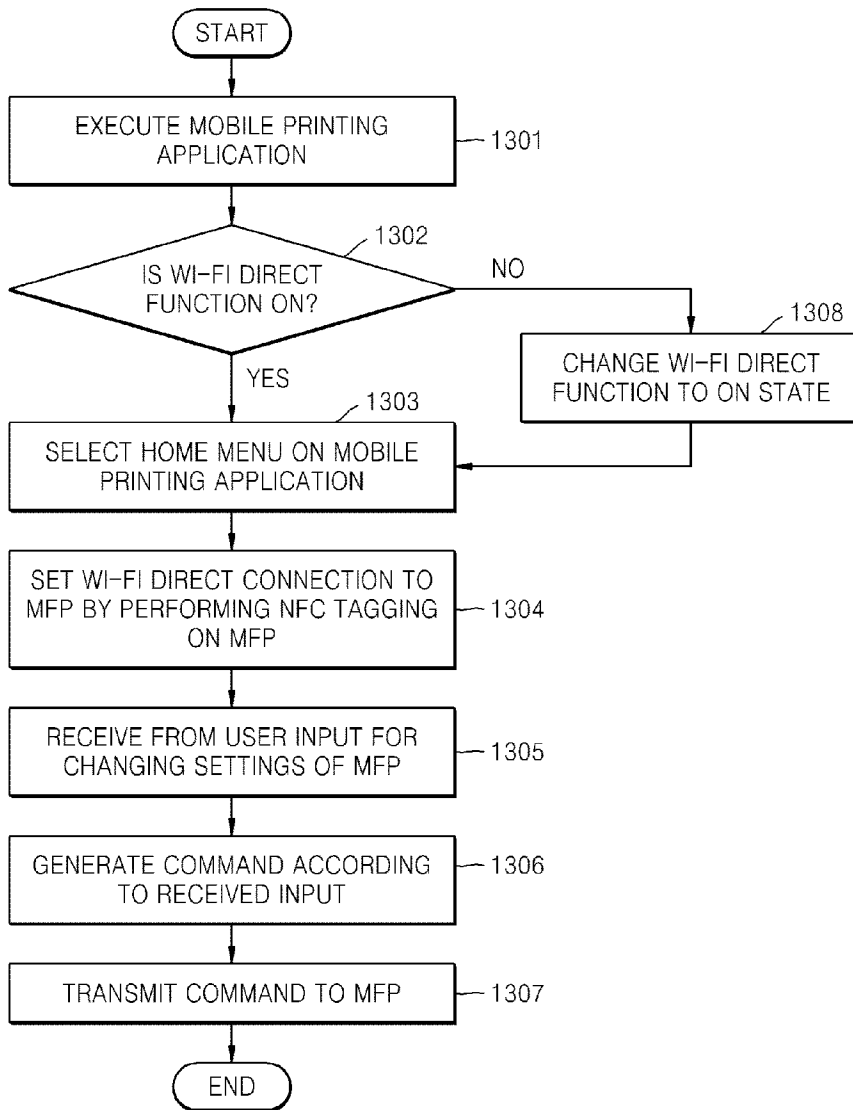 START
EXECUTE MOBILE PRINTING
APPLICATION
1301
1302
IS WI-FI DIRECT
FUNCTION ON?
NO
YES
1308
CHANGE WI-FI DIRECT
FUNCTION TO ON STATE
1303
SELECT HOME MENU ON MOBILE
PRINTING APPLICATION
SET WI-FI DIRECT CONNECTION TO
MFP BY PERFORMING NFC TAGGING
ON MFP
1304
RECEIVE FROM USER INPUT FOR
CHANGING SETTINGS OF MFP
1305
GENERATE COMMAND ACCORDING
TO RECEIVED INPUT
1306
TRANSMIT COMMAND TO MFP
1307
END